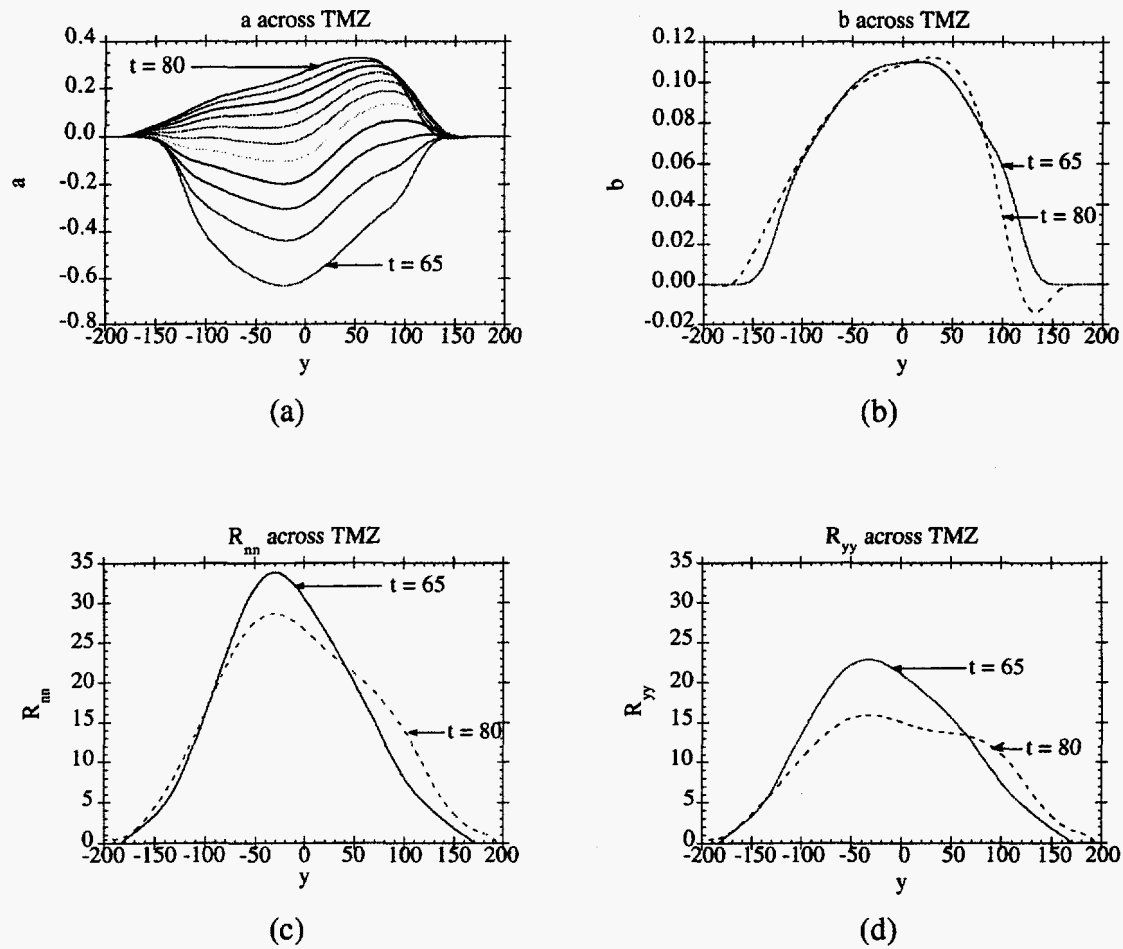 a across TMZ
0.4
0.2
0.0
-0.2
-0.4
-0.6
-0.8
a
t = 80
t = 65
-200 -150 -100 -50 0 50 100 150 200
y
(a)
b across TMZ
0.12
0.10
0.08
0.06
0.04
0.02
0.00
-0.02
b
t = 65
t = 80
-200 -150 -100 -50 0 50 100 150 200
y
(b)
R_nn across TMZ
35
30
25
20
15
10
5
0
R_nn
t = 65
t = 80
-200 -150 -100 -50 0 50 100 150 200
y
(c)
R_yy across TMZ
35
30
25
20
15
10
5
0
R_yy
t = 65
t = 80
-200 -150 -100 -50 0 50 100 150 200
y
(d)